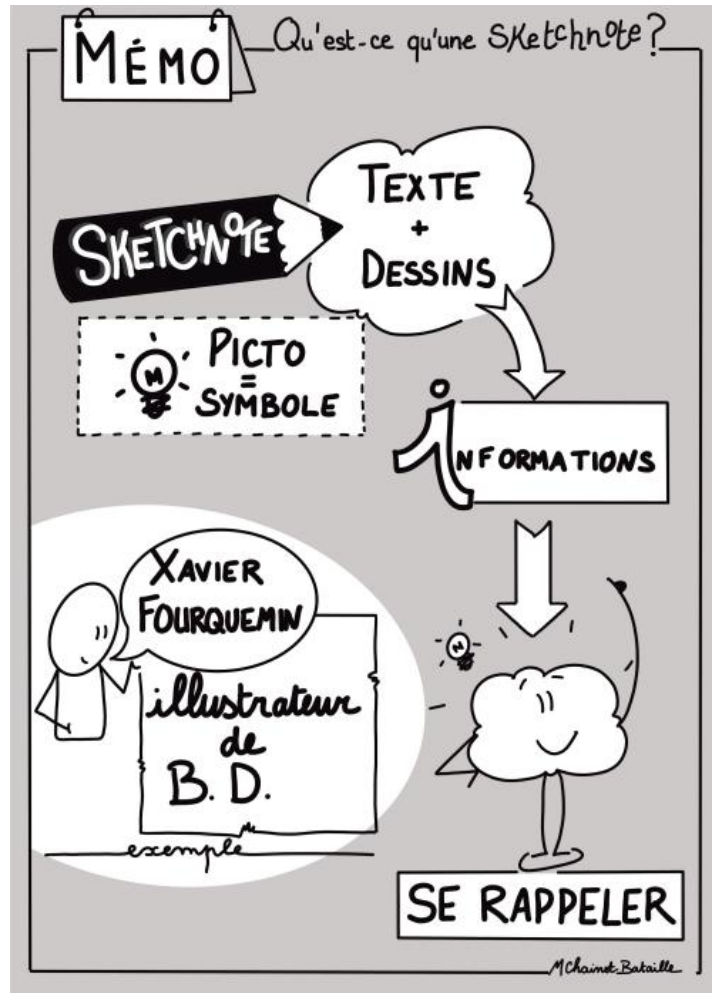 MÉMO
Qu'est-ce qu'une Sketchnote?
SKETCHNOTE
TEXTE
+
DESSINS
M
PICTO
=
SYMBOLE
iNFORMATIONS
XAVIER
FOURQUEMIN
illustrateur
de
B. D.
exemple
SE RAPPELER
MChainot-Bataille